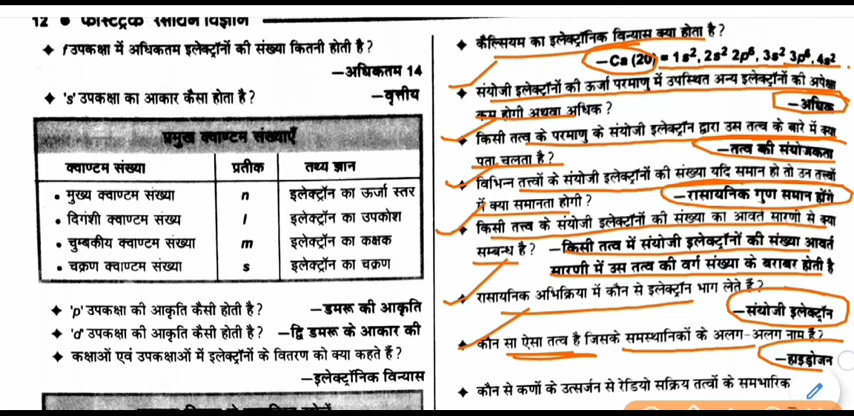 12 ● फास्टट्रैक रसायन विज्ञान
◆ f उपकक्षा में अधिकतम इलेक्ट्रॉनों की संख्या कितनी होती है?
—अधिकतम 14
◆ 's' उपकक्षा का आकार कैसा होता है?
—वृत्तीय
प्रमुख क्वाण्टम संख्याएँ
क्वाण्टम संख्या प्रतीक तथ्य ज्ञान
• मुख्य क्वाण्टम संख्या n इलेक्ट्रॉन का ऊर्जा स्तर
• दिगंशी क्वाण्टम संख्य l इलेक्ट्रॉन का उपकोश
• चुम्बकीय क्वाण्टम संख्या m इलेक्ट्रॉन का कक्षक
• चक्रण क्वाण्टम संख्या s इलेक्ट्रॉन का चक्रण
◆ 'p' उपकक्षा की आकृति कैसी होती है? —डमरू की आकृति
◆ 'd' उपकक्षा की आकृति कैसी होती है? —द्वि डमरू के आकार की
◆ कक्षाओं एवं उपकक्षाओं में इलेक्ट्रॉनों के वितरण को क्या कहते हैं?
—इलेक्ट्रॉनिक विन्यास
◆ कैल्सियम का इलेक्ट्रॉनिक विन्यास क्या होता है?
—Ca (20) = 1s², 2s² 2p⁶, 3s² 3p⁶, 4s²
◆ संयोजी इलेक्ट्रॉनों की ऊर्जा परमाणु में उपस्थित अन्य इलेक्ट्रॉनों की अपेक्षा
कम होगी अथवा अधिक?
—अधिक
◆ किसी तत्व के परमाणु के संयोजी इलेक्ट्रॉन द्वारा उस तत्व के बारे में क्या
पता चलता है?
—तत्व की संयोजकता
◆ विभिन्न तत्त्वों के संयोजी इलेक्ट्रॉनों की संख्या यदि समान हो तो उन तत्त्वों
में क्या समानता होगी?
—रासायनिक गुण समान होंगे
◆ किसी तत्त्व के संयोजी इलेक्ट्रॉनों की संख्या का आवर्त सारणी से क्या
सम्बन्ध है? —किसी तत्व में संयोजी इलेक्ट्रॉनों की संख्या आवर्त
सारणी में उस तत्व की वर्ग संख्या के बराबर होती है
◆ रासायनिक अभिक्रिया में कौन से इलेक्ट्रॉन भाग लेते हैं?
—संयोजी इलेक्ट्रॉन
◆ कौन सा ऐसा तत्व है जिसके समस्थानिकों के अलग-अलग नाम हैं?
—हाइड्रोजन
◆ कौन से कणों के उत्सर्जन से रेडियो सक्रिय तत्वों के समभारिक